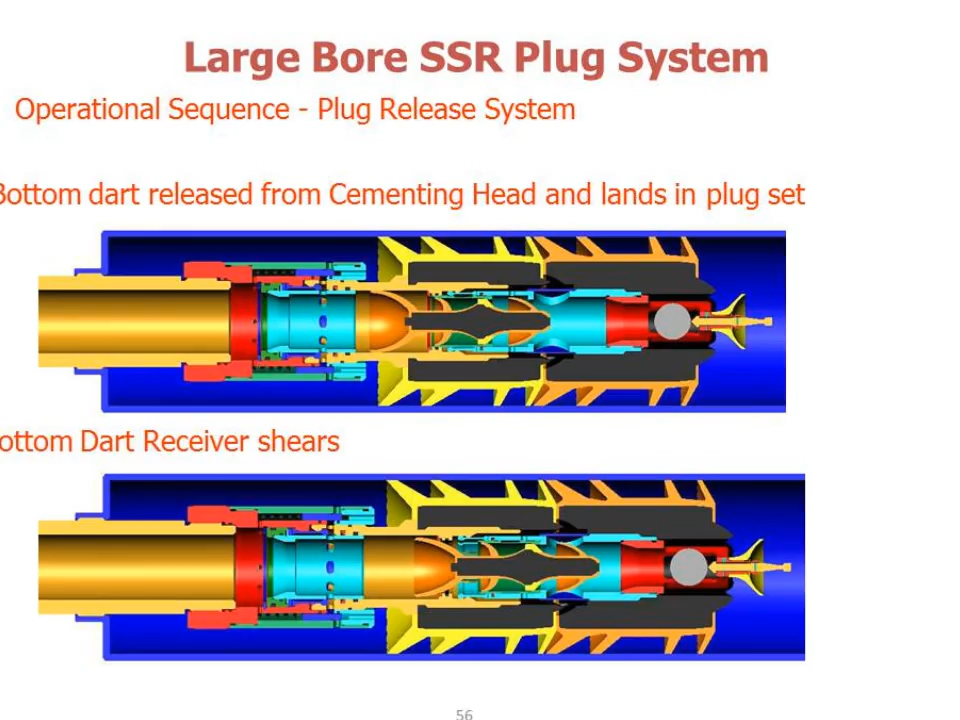 Large Bore SSR Plug System
Operational Sequence - Plug Release System
Bottom dart released from Cementing Head and lands in plug set
ottom Dart Receiver shears
56